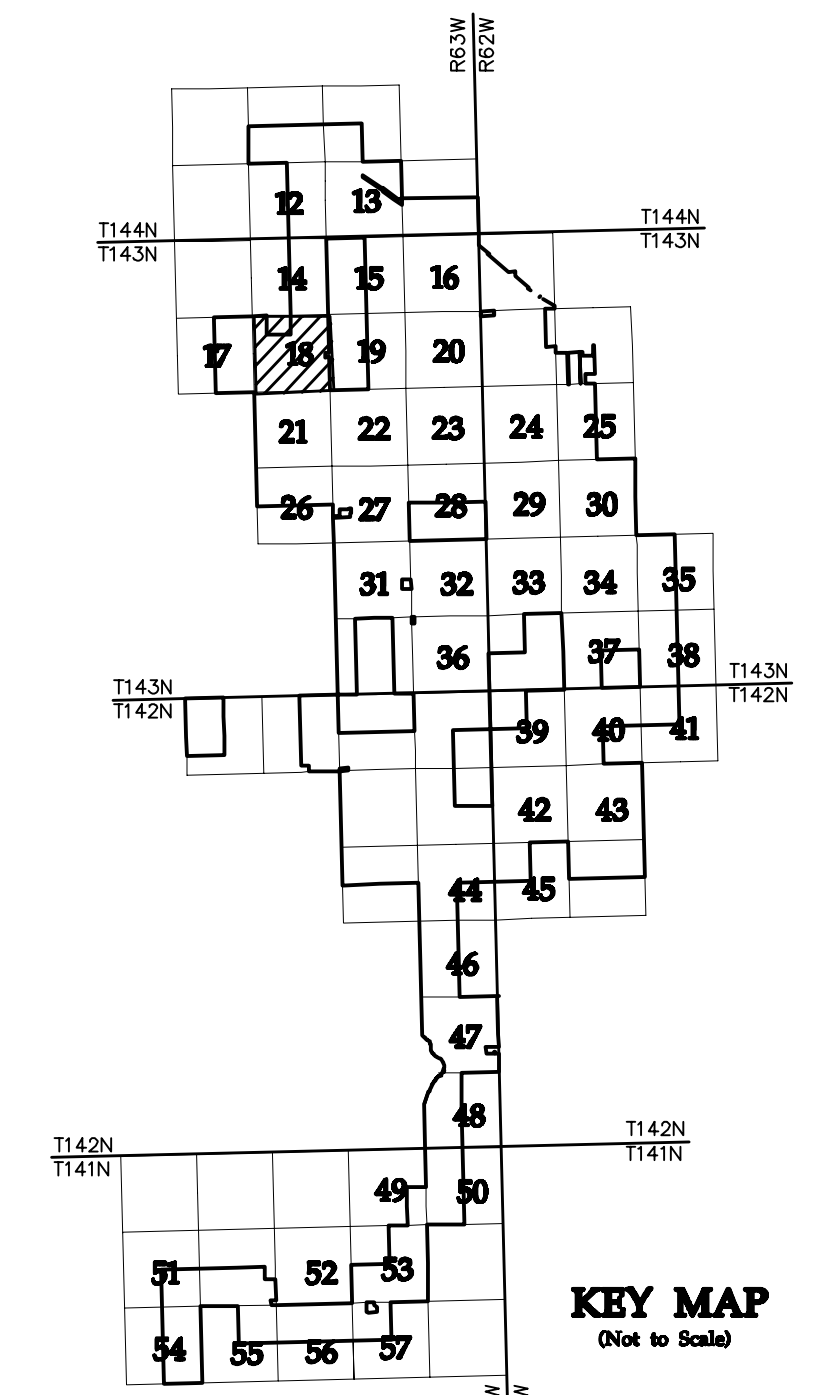 R63W
R62W
12 13
T144N T144N
T143N T143N
14 15 16
17 18 19 20
21 22 23 24 25
26 27 28 29 30
31 32 33 34 35
36 37 38
T143N T143N
T142N T142N
39 40 41
42 43
44 45
46
47
48
T142N T142N
T141N T141N
49 50
51 52 53
54 55 56 57
KEY MAP
(Not to Scale)
W
W